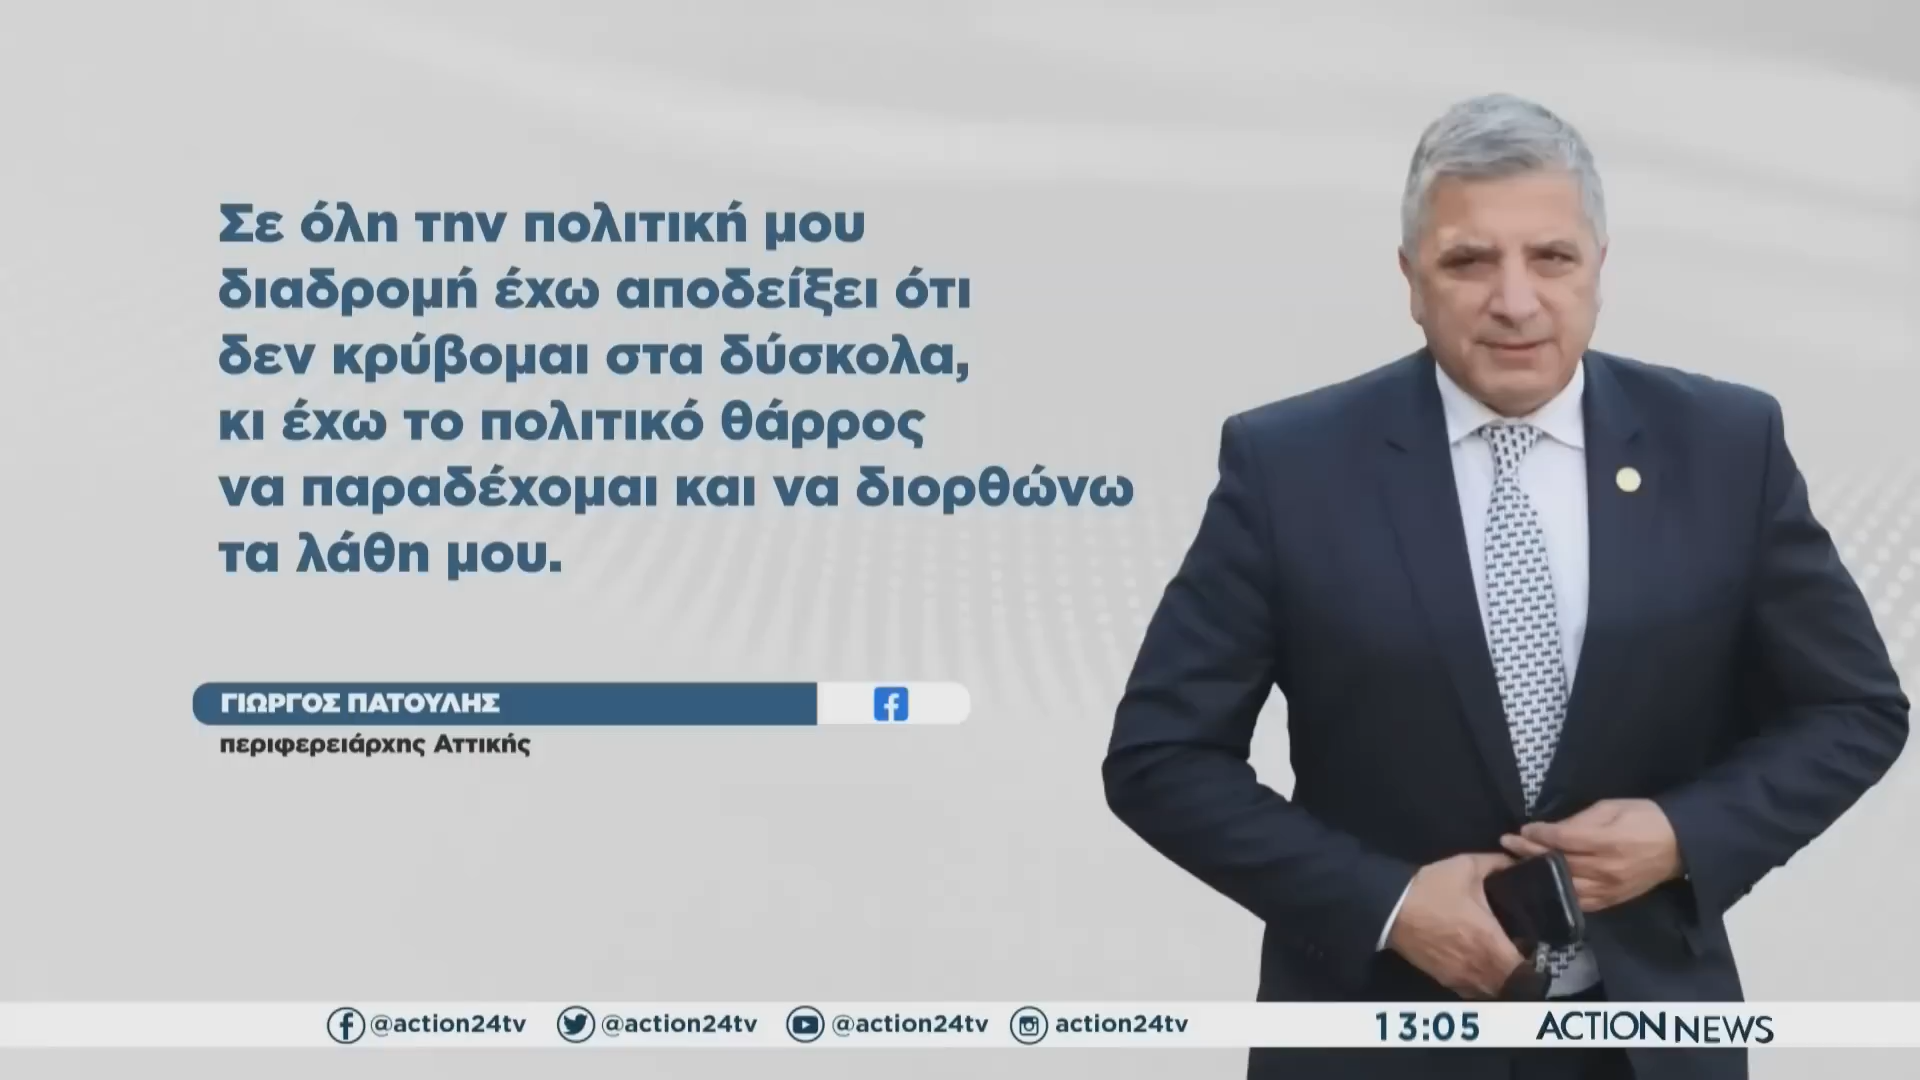 Σε όλη την πολιτική μου
διαδρομή έχω αποδείξει ότι
δεν κρύβομαι στα δύσκολα,
κι έχω το πολιτικό θάρρος
να παραδέχομαι και να διορθώνω
τα λάθη μου.
ΓΙΩΡΓΟΣ ΠΑΤΟΥΛΗΣ
περιφερειάρχης Αττικής
@action24tv @action24tv @action24tv action24tv 13:05 ACTION NEWS